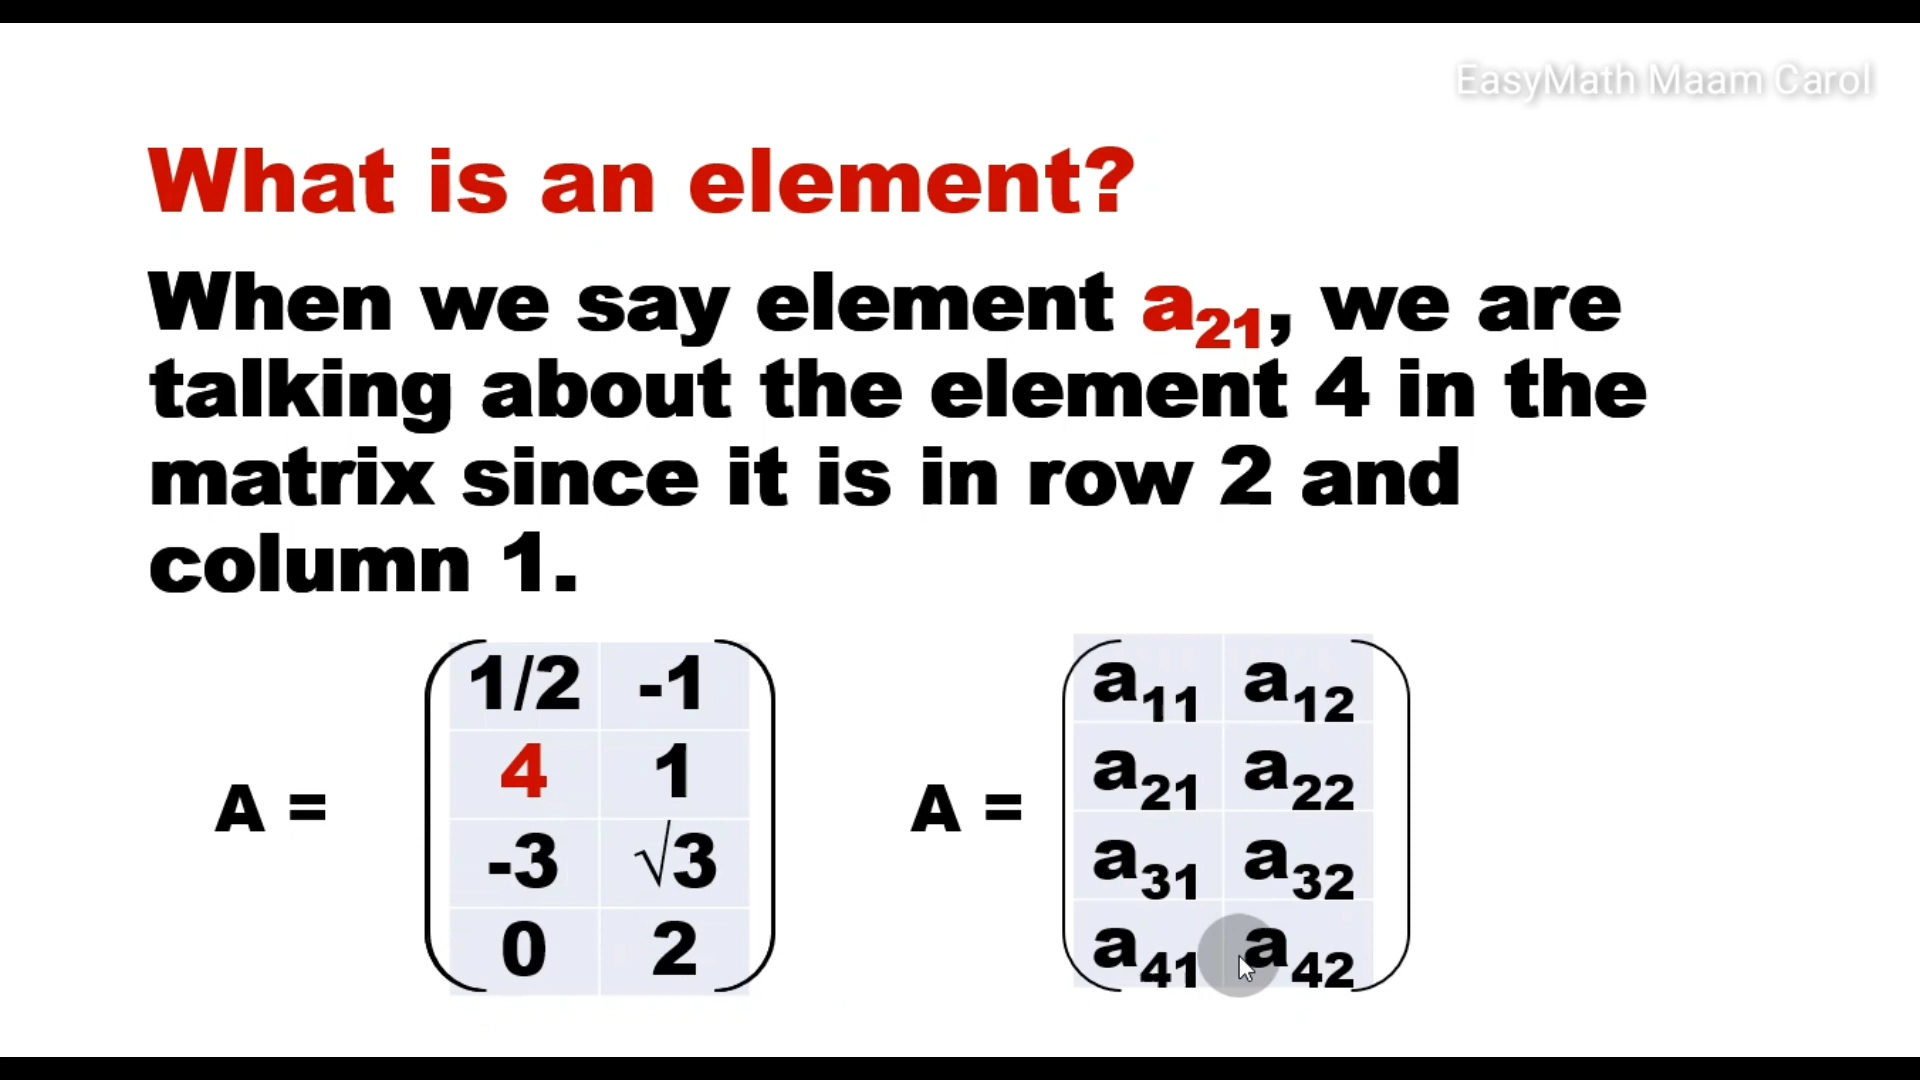 EasyMath Maam Carol
What is an element?
When we say element a₂₁, we are
talking about the element 4 in the
matrix since it is in row 2 and
column 1.
A = 
1/2 -1
4 1
-3 √3
0 2
A =
a₁₁ a₁₂
a₂₁ a₂₂
a₃₁ a₃₂
a₄₁ a₄₂